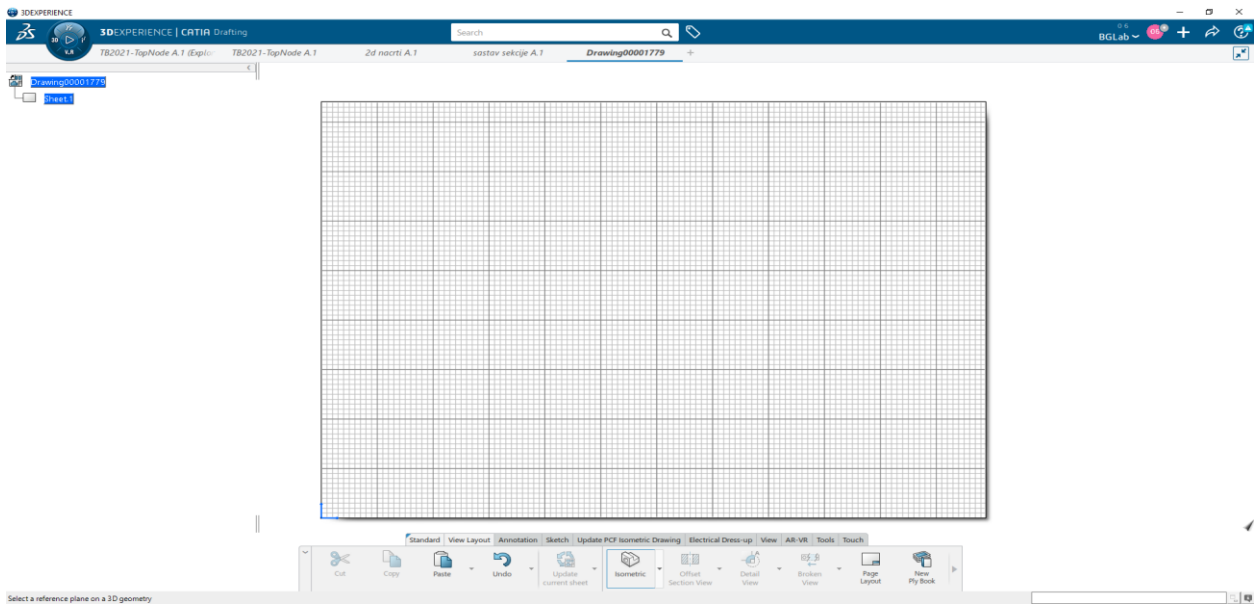 3DEXPERIENCE
3DEXPERIENCE | CATIA Drafting
Search
BGLab
TB2021-TopNode A.1 (Explor
TB2021-TopNode A.1
2d nacrti A.1
sastav sekcije A.1
Drawing00001779
Drawing00001779
Sheet.1
Standard View Layout Annotation Sketch Update PCF Isometric Drawing Electrical Dress-up View AR-VR Tools Touch
Cut
Copy
Paste
Undo
Update current sheet
Isometric
Offset Section View
Detail View
Broken View
Page Layout
New Ply Book
Select a reference plane on a 3D geometry